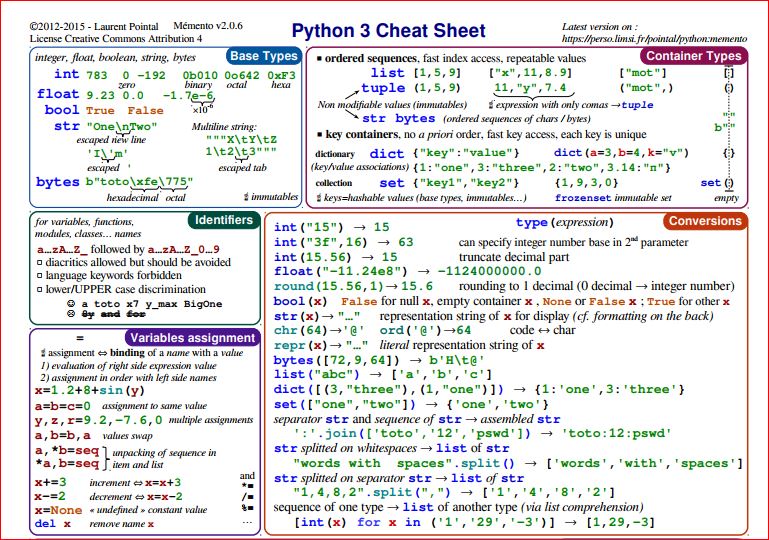 ©2012-2015 - Laurent Pointal Mémento v2.0.6
License Creative Commons Attribution 4
Python 3 Cheat Sheet
Latest version on :
https://perso.limsi.fr/pointal/python:memento
Base Types
integer, float, boolean, string, bytes
int 783 0 -192 0b010 0o642 0xF3
zero binary octal hexa
float 9.23 0.0 -1.7e-6
×10-6
bool True False
str "One\nTwo"
escaped new line
'I\'m'
escaped '
Multiline string:
"""X\tY\tZ
1\t2\t3"""
escaped tab
bytes b"toto\xfe\775"
hexadecimal octal
☝ immutables
Container Types
▪ ordered sequences, fast index access, repeatable values
list [1,5,9] ["x",11,8.9] ["mot"] []
tuple (1,5,9) 11,"y",7.4 ("mot",) ()
Non modifiable values (immutables) ☝ expression with only commas →tuple
str bytes (ordered sequences of chars / bytes)
""
b""
▪ key containers, no a priori order, fast key access, each key is unique
dictionary dict {"key":"value"} dict(a=3,b=4,k="v") {}
(key/value associations) {1:"one",3:"three",2:"two",3.14:"π"}
collection set {"key1","key2"} {1,9,3,0} set()
☝ keys=hashable values (base types, immutables…) frozenset immutable set empty
Identifiers
for variables, functions,
modules, classes… names
a…zA…Z_ followed by a…zA…Z_0…9
□ diacritics allowed but should be avoided
□ language keywords forbidden
□ lower/UPPER case discrimination
☺ a toto x7 y_max BigOne
☹ 8y and for
= Variables assignment
☝ assignment ⇔ binding of a name with a value
1) evaluation of right side expression value
2) assignment in order with left side names
x=1.2+8+sin(y)
a=b=c=0 assignment to same value
y,z,r=9.2,-7.6,0 multiple assignments
a,b=b,a values swap
a,*b=seq unpacking of sequence in
*a,b=seq item and list
x+=3 increment ⇔ x=x+3
x-=2 decrement ⇔ x=x-2
x=None « undefined » constant value
del x remove name x
and
*=
/=
%=
…
Conversions
int("15") → 15 type(expression)
int("3f",16) → 63 can specify integer number base in 2nd parameter
int(15.56) → 15 truncate decimal part
float("-11.24e8") → -1124000000.0
round(15.56,1)→ 15.6 rounding to 1 decimal (0 decimal → integer number)
bool(x) False for null x, empty container x , None or False x ; True for other x
str(x)→ "…" representation string of x for display (cf. formatting on the back)
chr(64)→'@' ord('@')→64 code ↔ char
repr(x)→ "…" literal representation string of x
bytes([72,9,64]) → b'H\t@'
list("abc") → ['a','b','c']
dict([(3,"three"),(1,"one")]) → {1:'one',3:'three'}
set(["one","two"]) → {'one','two'}
separator str and sequence of str → assembled str
':'.join(['toto','12','pswd']) → 'toto:12:pswd'
str splitted on whitespaces → list of str
"words with  spaces".split() → ['words','with','spaces']
str splitted on separator str → list of str
"1,4,8,2".split(",") → ['1','4','8','2']
sequence of one type → list of another type (via list comprehension)
[int(x) for x in ('1','29','-3')] → [1,29,-3]